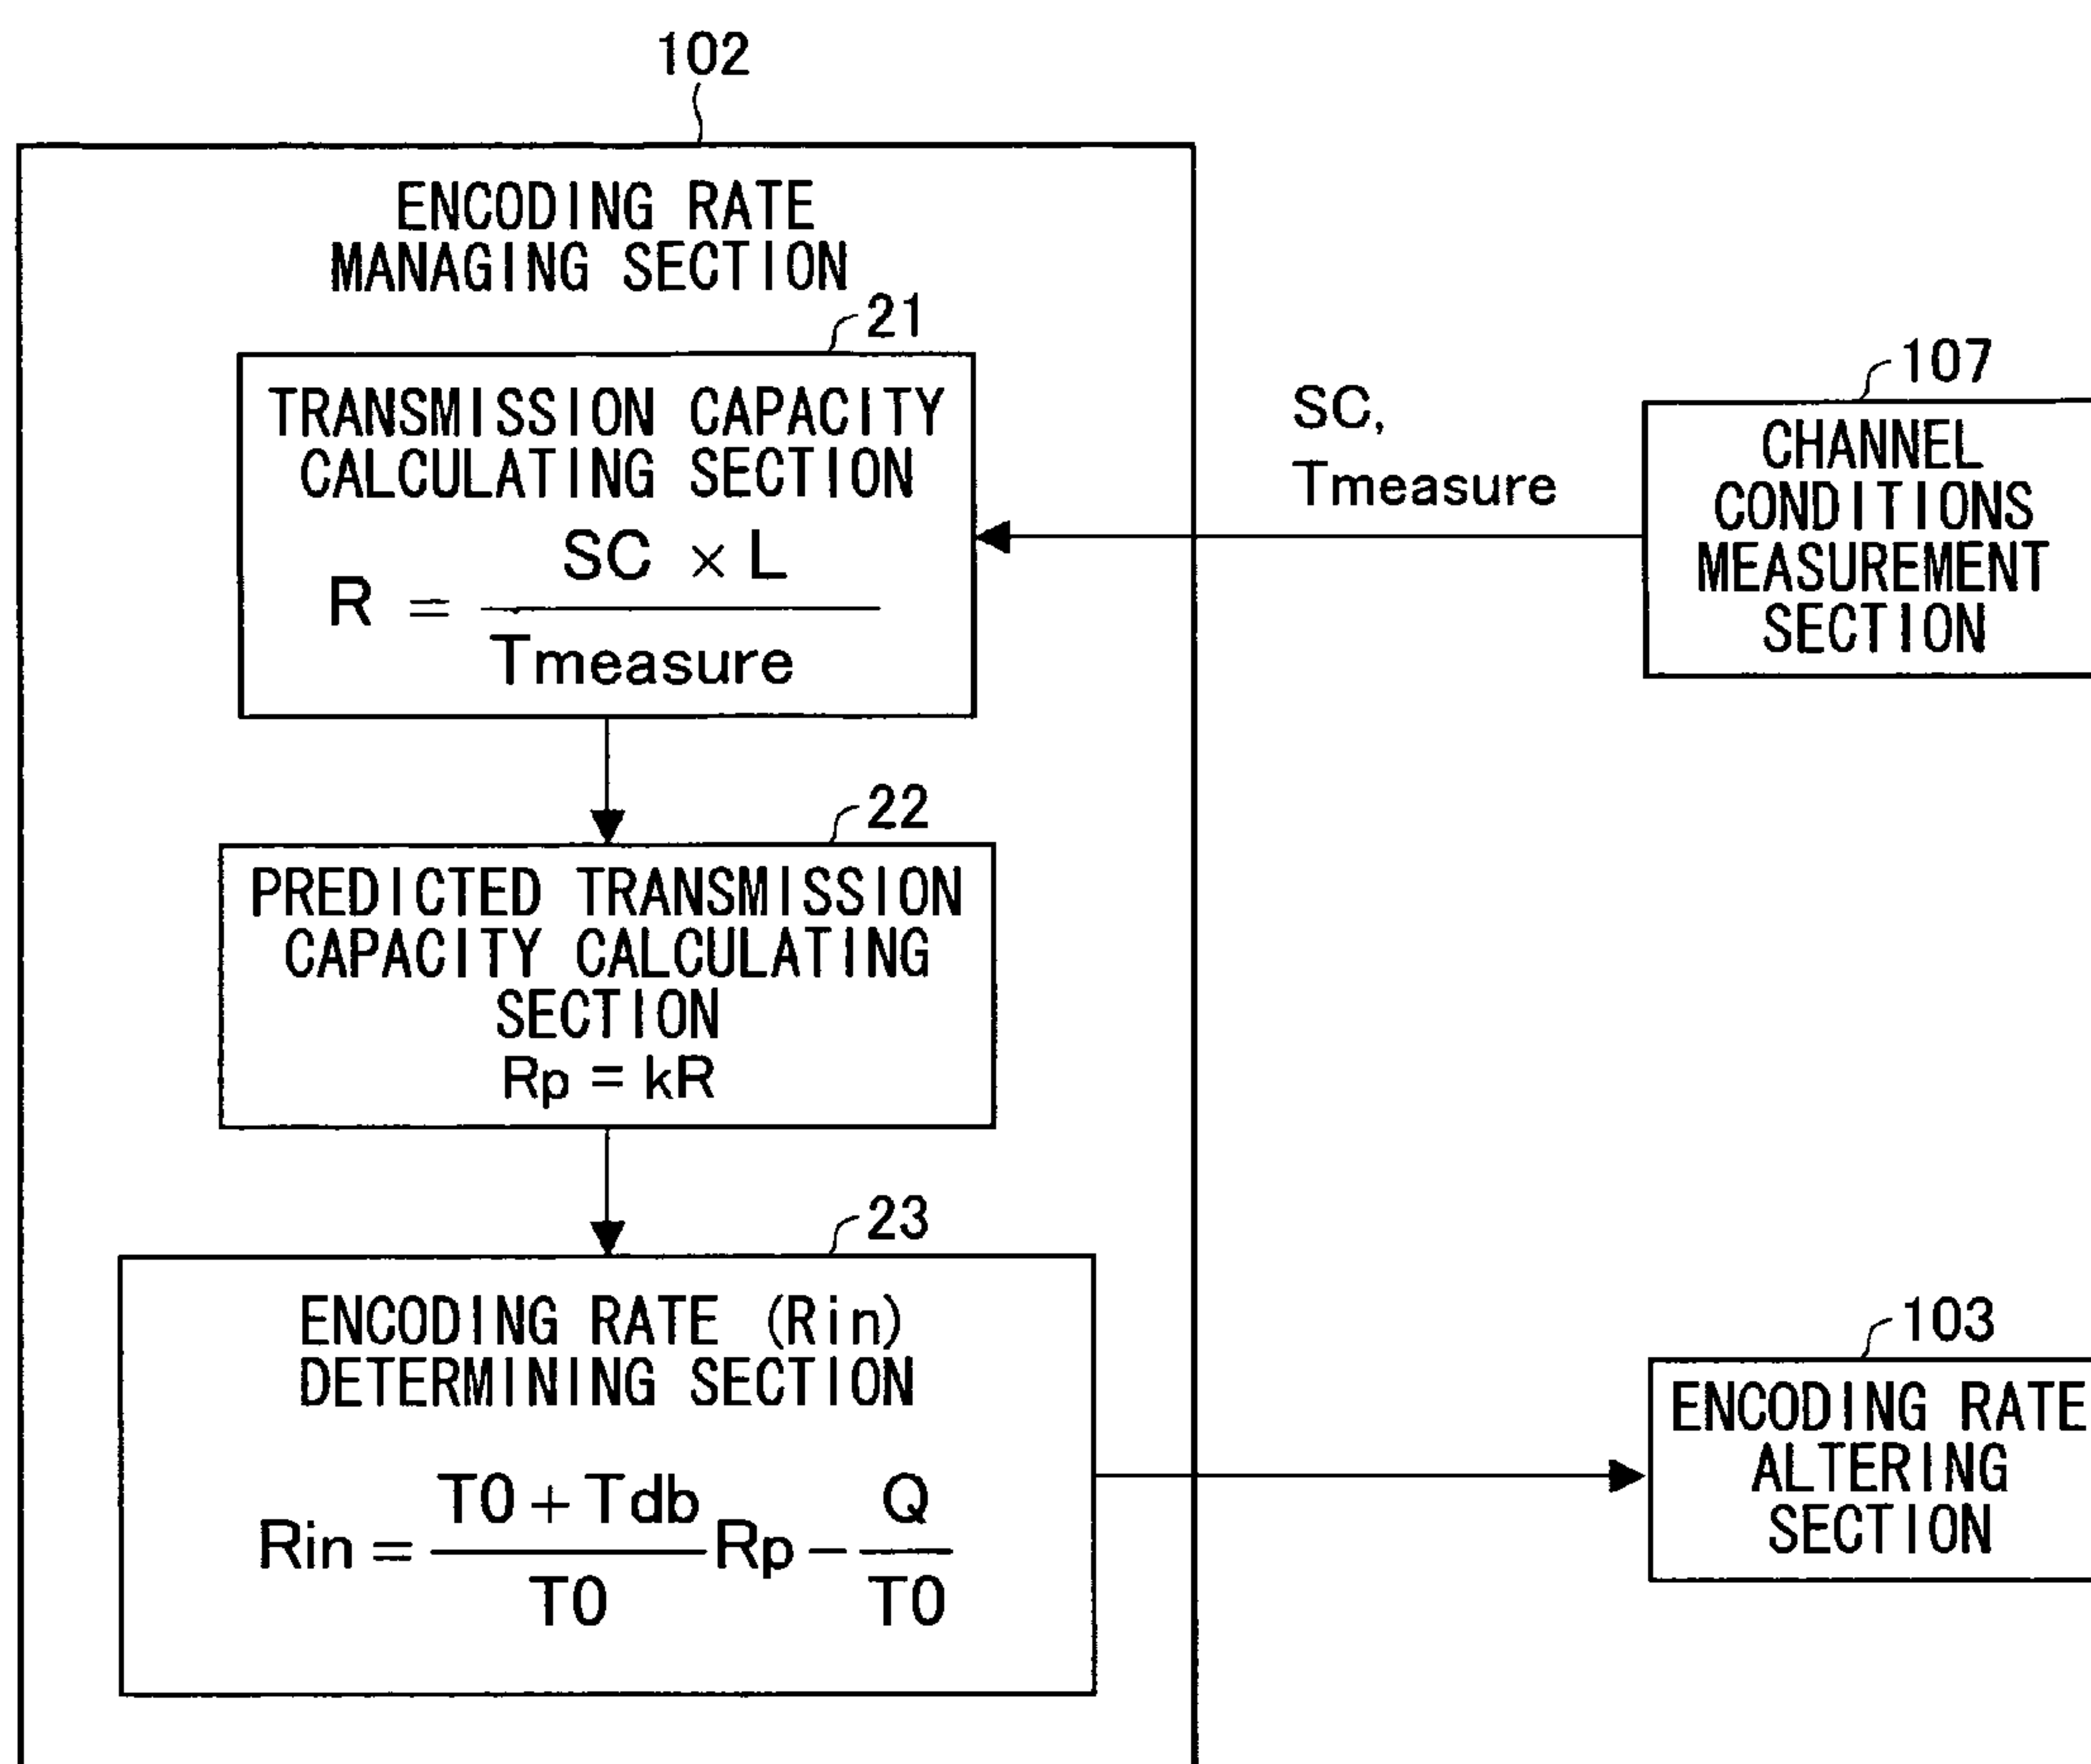 102
ENCODING RATE
MANAGING SECTION
21
TRANSMISSION CAPACITY
CALCULATING SECTION
R = SC × L / Tmeasure
SC,
Tmeasure
107
CHANNEL
CONDITIONS
MEASUREMENT
SECTION
22
PREDICTED TRANSMISSION
CAPACITY CALCULATING
SECTION
Rp = kR
23
ENCODING RATE (Rin)
DETERMINING SECTION
Rin = T0 + Tdb / T0 Rp - Q / T0
103
ENCODING RATE
ALTERING
SECTION